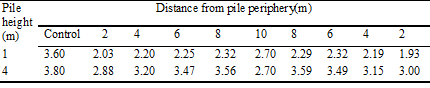 Pile height (m) Distance from pile periphery(m)
Control 2 4 6 8 10 8 6 4 2
1 3.60 2.03 2.20 2.25 2.32 2.70 2.29 2.32 2.19 1.93
4 3.80 2.88 3.20 3.47 3.56 2.70 3.59 3.49 3.15 3.00